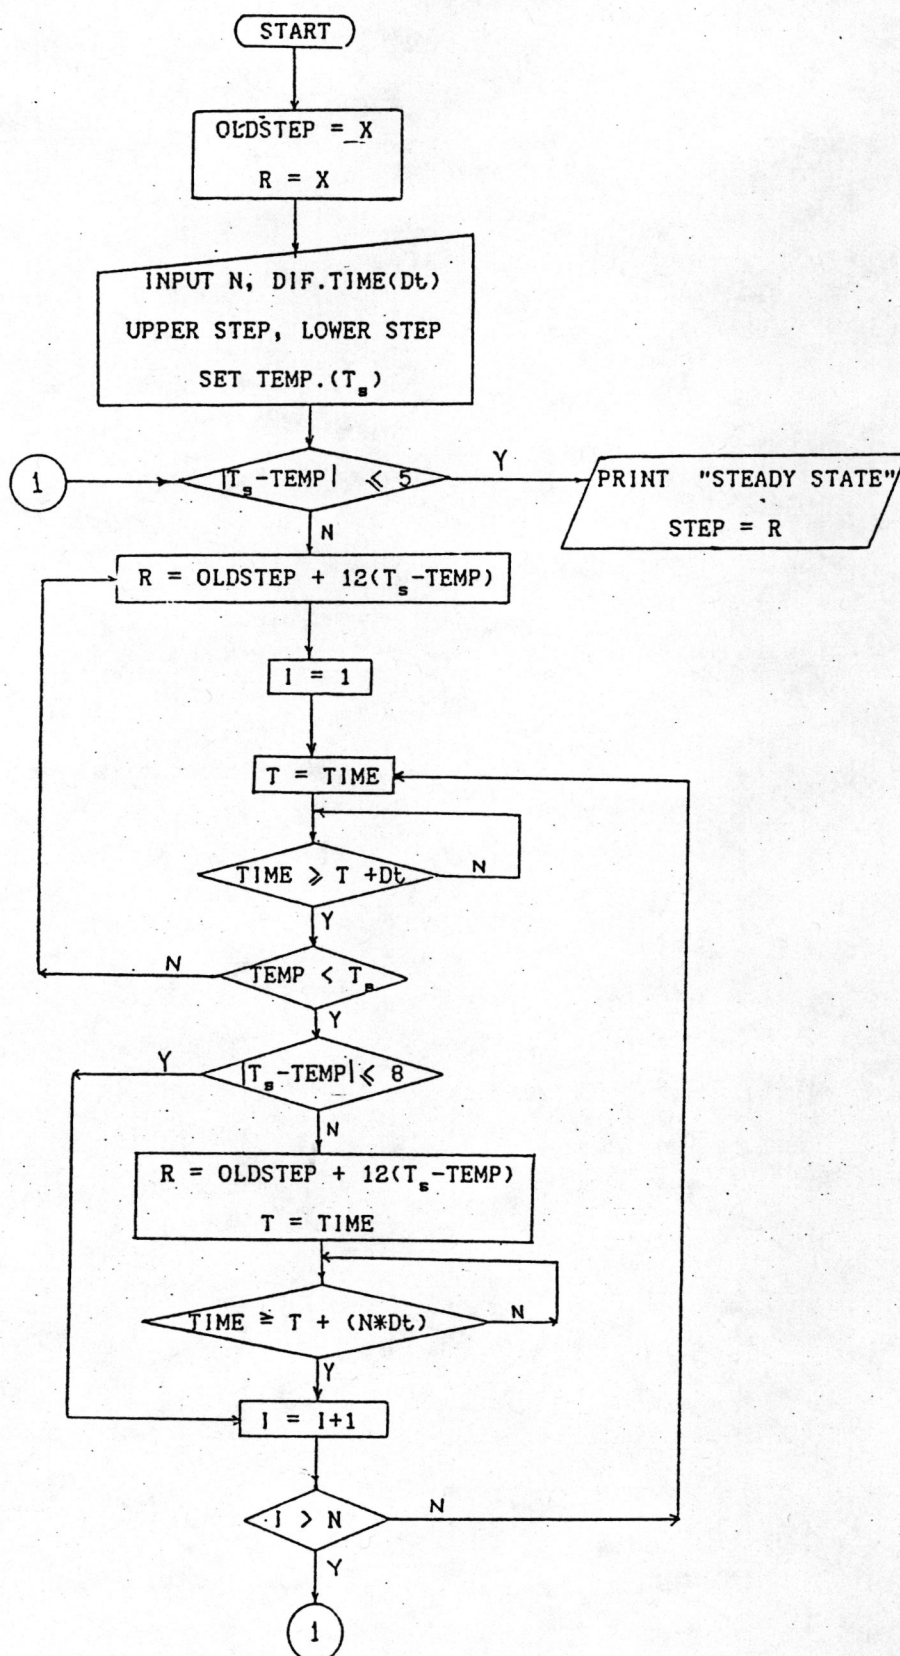 START
OLDSTEP = X
R = X
INPUT N, DIF.TIME(Dt)
UPPER STEP, LOWER STEP
SET TEMP.(Tₛ)
1
|Tₛ-TEMP| ⩽ 5
Y
PRINT "STEADY STATE"
STEP = R
N
R = OLDSTEP + 12(Tₛ-TEMP)
I = 1
T = TIME
TIME ⩾ T +Dt
N
Y
TEMP < Tₛ
N
Y
|Tₛ-TEMP| ⩽ 8
Y
N
R = OLDSTEP + 12(Tₛ-TEMP)
T = TIME
TIME ≥ T + (N*Dt)
N
Y
I = I+1
I > N
N
Y
1